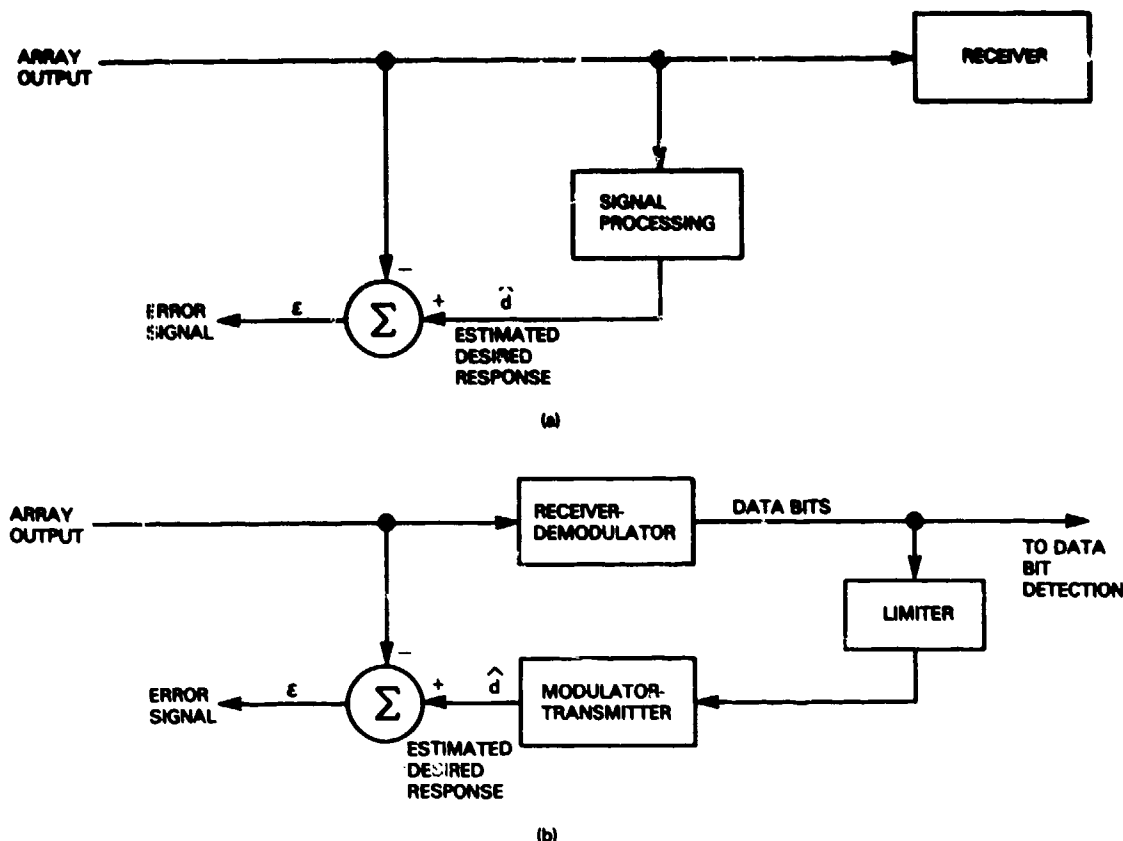 ARRAY
OUTPUT
RECEIVER
SIGNAL
PROCESSING
−
ERROR
SIGNAL
ε
Σ
+
d̂
ESTIMATED
DESIRED
RESPONSE
(a)
ARRAY
OUTPUT
RECEIVER-
DEMODULATOR
DATA BITS
TO DATA
BIT
DETECTION
LIMITER
−
ERROR
SIGNAL
ε
Σ
+
d̂
MODULATOR-
TRANSMITTER
ESTIMATED
DESIRED
RESPONSE
(b)